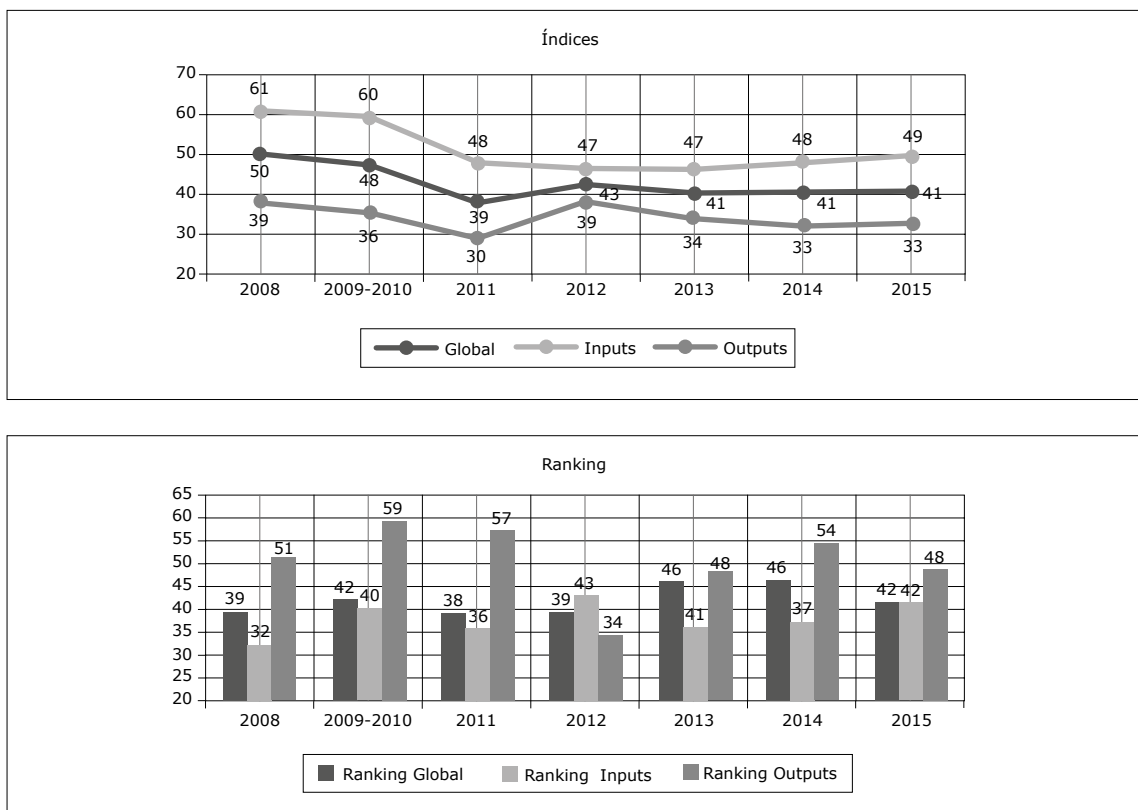 Índices
70
60
50
40
30
20
61 60 48 47 47 48 49
50 48 39 43 41 41 41
39 36 30 39 34 33 33
2008 2009-2010 2011 2012 2013 2014 2015
Global Inputs Outputs
Ranking
65
60
55
50
45
40
35
30
25
20
39 32 51 42 40 59 38 36 57 39 43 34 46 41 48 46 37 54 42 42 48
2008 2009-2010 2011 2012 2013 2014 2015
Ranking Global Ranking Inputs Ranking Outputs